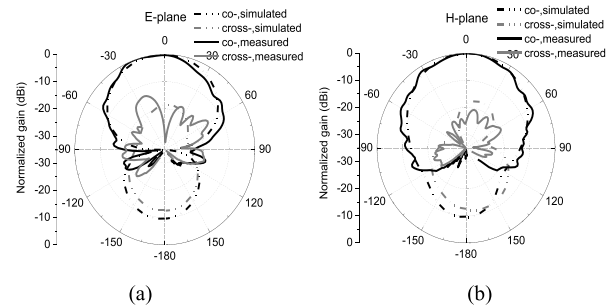 E-plane
co-,simulated
cross-,simulated
co-,measured
cross-,measured
Normalized gain (dBi)
0
-10
-20
-30
-30
-20
-10
0
0
-30
30
-60
60
-90
90
-120
120
-150
150
-180
(a)
H-plane
co-,simulated
cross-,simulated
co-,measured
cross-,measured
Normalized gain (dBi)
0
-10
-20
-30
-30
-20
-10
0
0
-30
30
-60
60
-90
90
-120
120
-150
150
-180
(b)